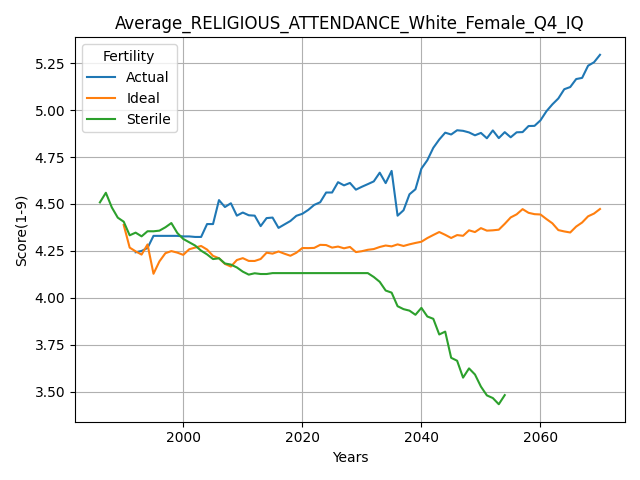 Average_RELIGIOUS_ATTENDANCE_White_Female_Q4_IQ
Fertility
Actual
Ideal
Sterile
Score(1-9)
5.25
5.00
4.75
4.50
4.25
4.00
3.75
3.50
2000 2020 2040 2060
Years